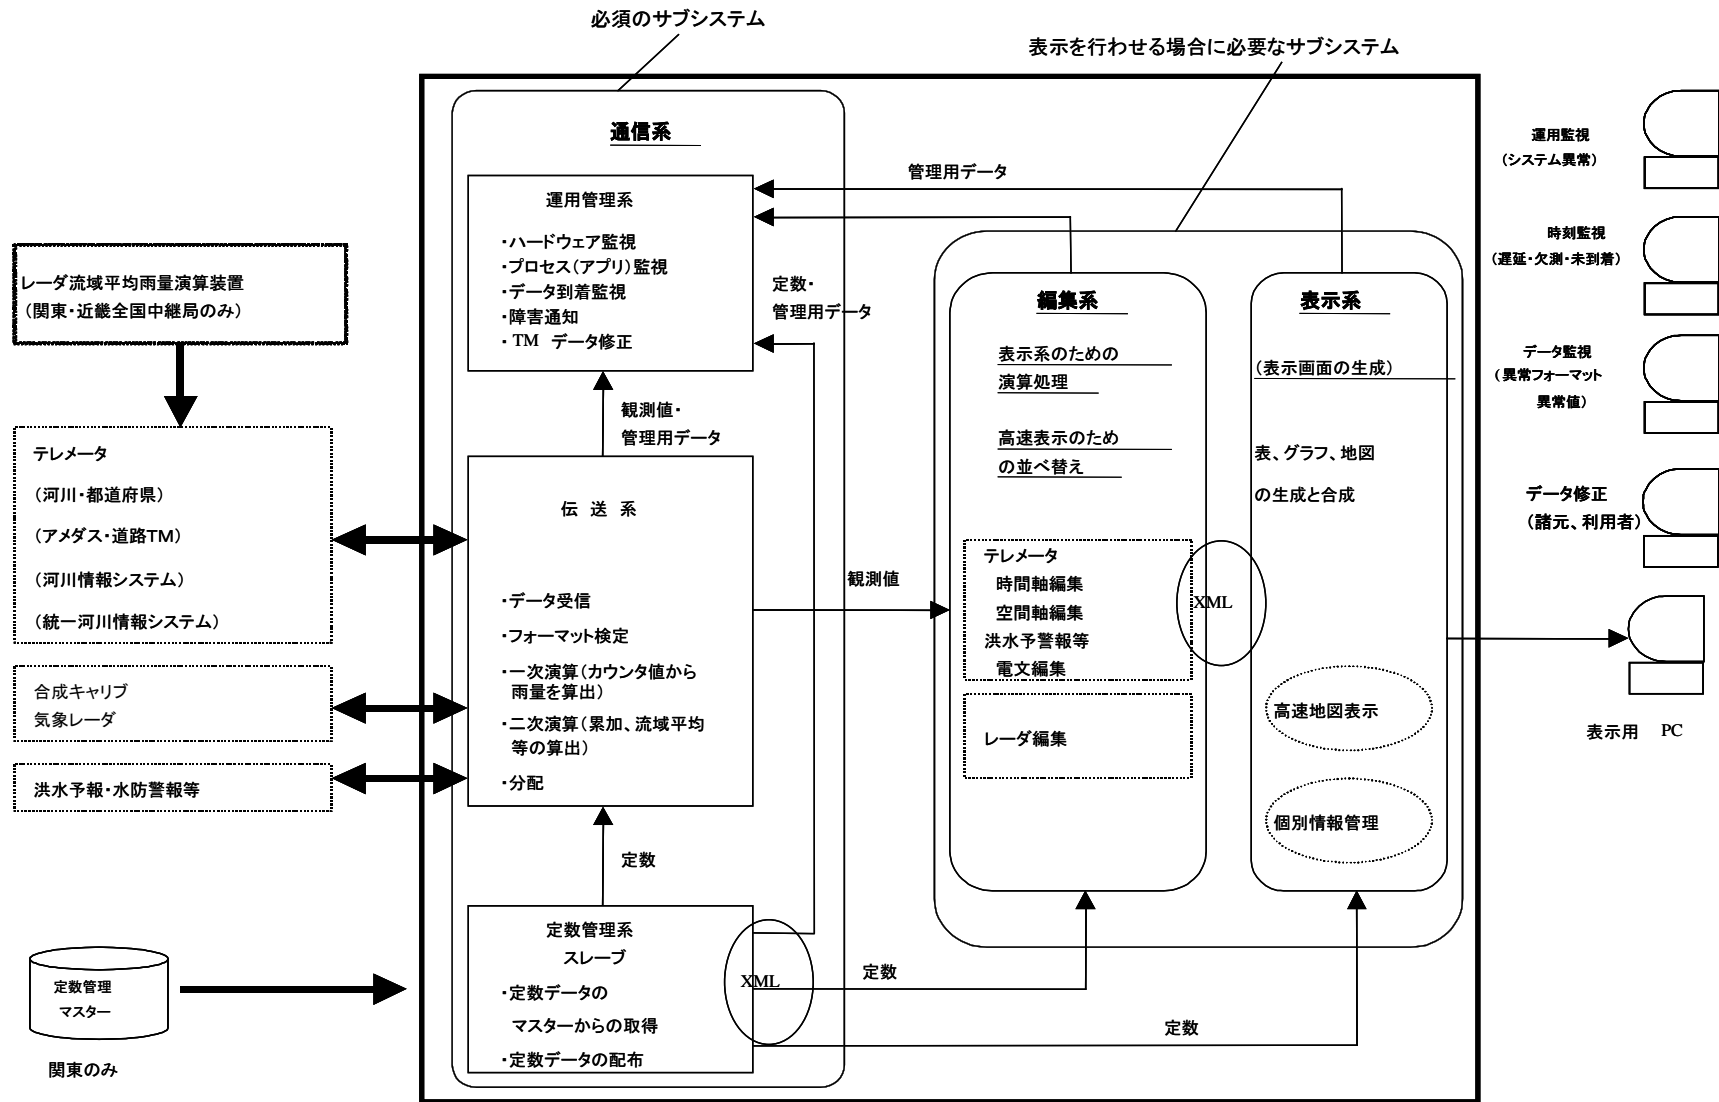 必須のサブシステム
表示を行わせる場合に必要なサブシステム
通信系
運用管理系
・ハードウェア監視
・プロセス(アプリ)監視
・データ到着監視
・障害通知
・TM データ修正
管理用データ
定数・
管理用データ
観測値・
管理用データ
レーダ流域平均雨量演算装置
(関東・近畿全国中継局のみ)
テレメータ
(河川・都道府県)
(アメダス・道路TM)
(河川情報システム)
(統一河川情報システム)
合成キャリブ
気象レーダ
洪水予報・水防警報等
伝 送 系
・データ受信
・フォーマット検定
・一次演算(カウンタ値から
雨量を算出)
・二次演算(累加、流域平均
等の算出)
・分配
定数
定数管理系
スレーブ
・定数データの
マスターからの取得
・定数データの配布
XML
定数管理
マスター
関東のみ
観測値
定数
定数
編集系
表示系のための
演算処理
高速表示のため
の並べ替え
テレメータ
時間軸編集
空間軸編集
洪水予警報等
電文編集
レーダ編集
XML
表示系
(表示画面の生成)
表、グラフ、地図
の生成と合成
高速地図表示
個別情報管理
運用監視
(システム異常)
時刻監視
(遅延・欠測・未到着)
データ監視
(異常フォーマット
異常値)
データ修正
(諸元、利用者)
表示用 PC